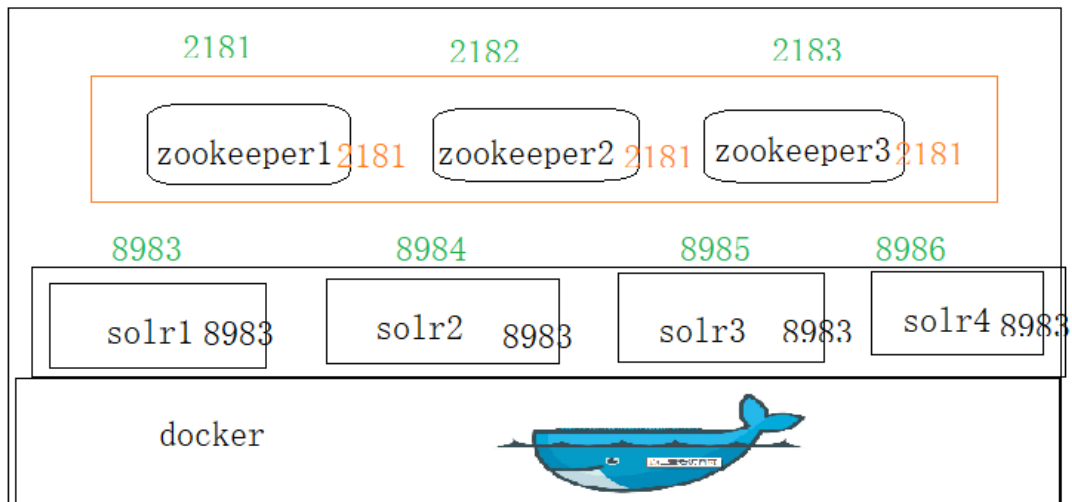 2181 2182 2183
zookeeper1 2181 zookeeper2 2181 zookeeper3 2181
8983 8984 8985 8986
solr1 8983 solr2 8983 solr3 8983 solr4 8983
docker